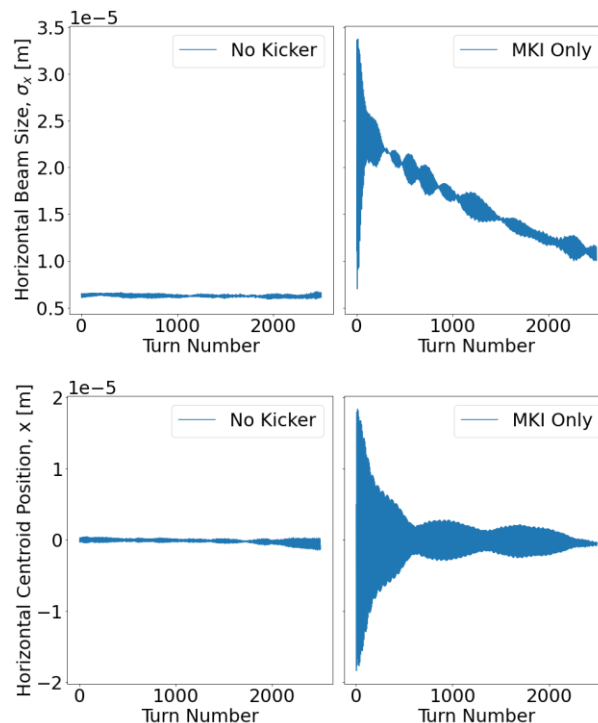 1e−5
Horizontal Beam Size, σx [m]
3.5
3.0
2.5
2.0
1.5
1.0
0.5
No Kicker
MKI Only
0 1000 2000
0 1000 2000
Turn Number
Turn Number
1e−5
Horizontal Centroid Position, x [m]
2
1
0
−1
−2
No Kicker
MKI Only
0 1000 2000
0 1000 2000
Turn Number
Turn Number